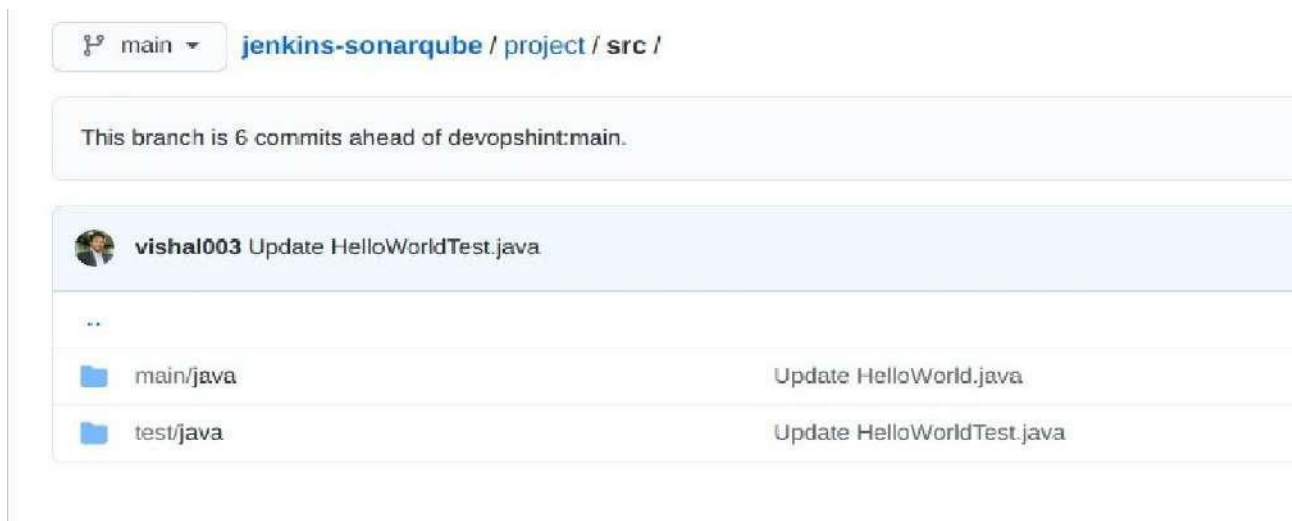 main jenkins-sonarqube / project / src /
This branch is 6 commits ahead of devopshint:main.
vishal003 Update HelloWorldTest.java
..
main/java Update HelloWorld.java
test/java Update HelloWorldTest.java